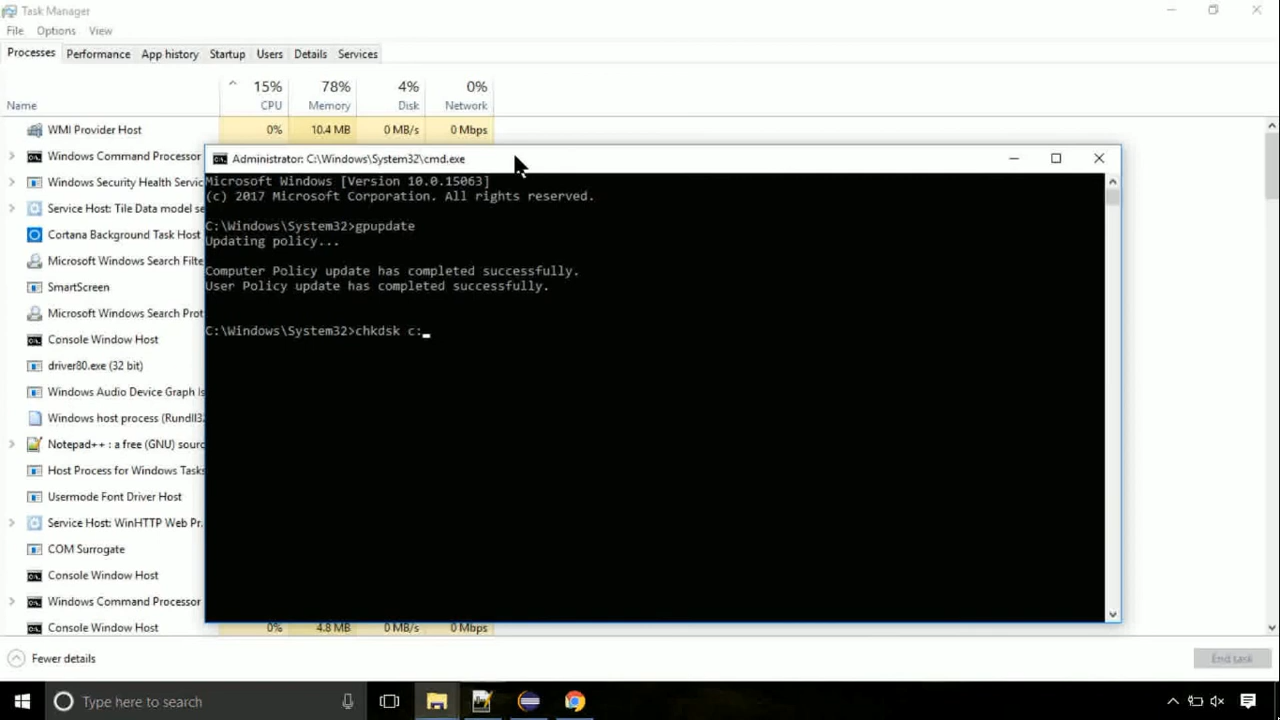 Task Manager
File Options View
Processes Performance App history Startup Users Details Services
15% 78% 4% 0%
Name CPU Memory Disk Network
WMI Provider Host 0% 10.4 MB 0 MB/s 0 Mbps
Windows Command Processor
Windows Security Health Servic
Service Host: Tile Data model se
Cortana Background Task Host
Microsoft Windows Search Filte
SmartScreen
Microsoft Windows Search Prot
Console Window Host
driver80.exe (32 bit)
Windows Audio Device Graph Is
Windows host process (Rundll32
Notepad++ : a free (GNU) sourc
Host Process for Windows Tasks
Usermode Font Driver Host
Service Host: WinHTTP Web Pr.
COM Surrogate
Console Window Host
Windows Command Processor
Console Window Host 0% 4.8 MB 0 MB/s 0 Mbps
Administrator: C:\Windows\System32\cmd.exe
Microsoft Windows [Version 10.0.15063]
(c) 2017 Microsoft Corporation. All rights reserved.
C:\Windows\System32>gpupdate
Updating policy...
Computer Policy update has completed successfully.
User Policy update has completed successfully.
C:\Windows\System32>chkdsk c:
Fewer details
End task
Type here to search